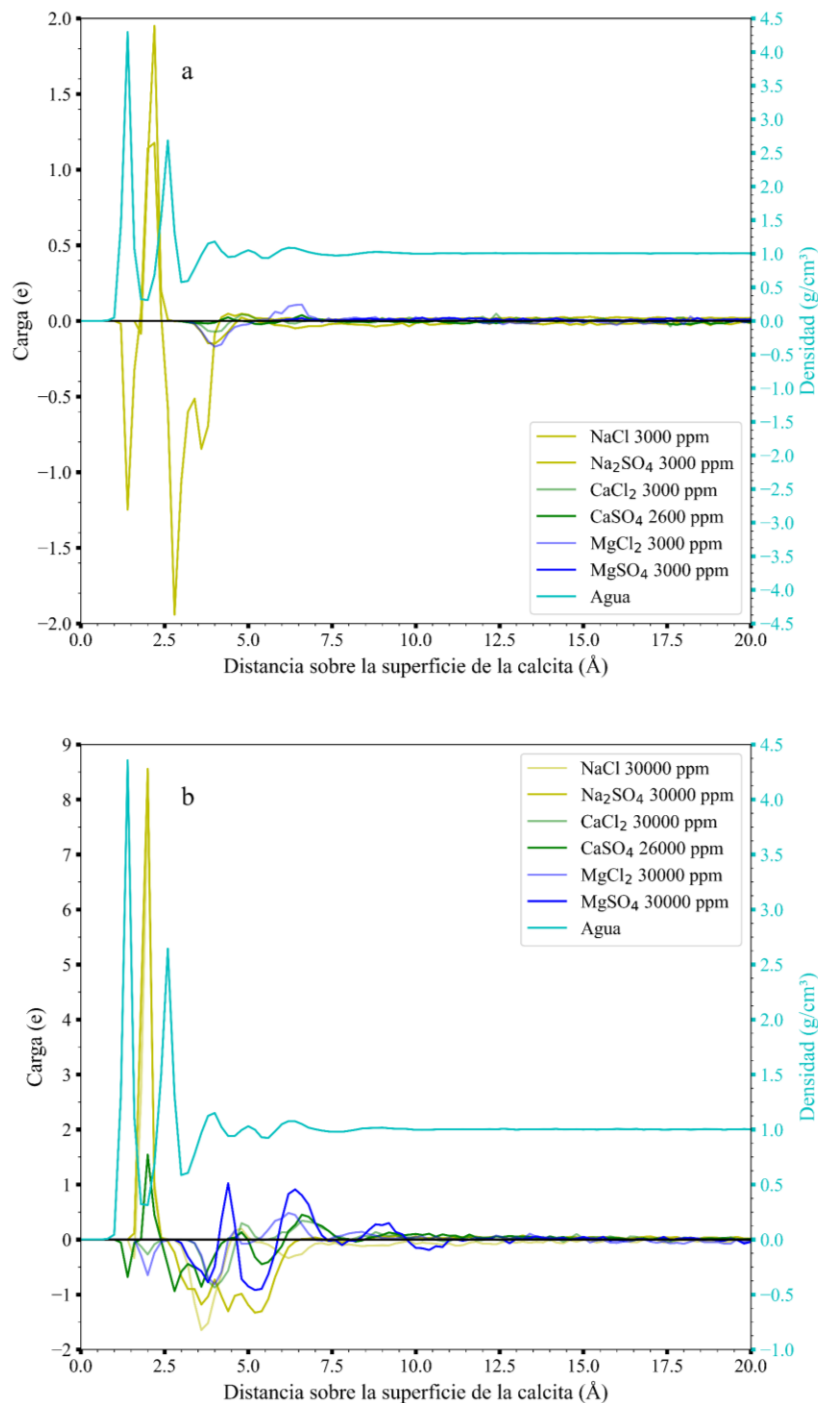 a
2.0
1.5
1.0
0.5
0.0
−0.5
−1.0
−1.5
−2.0
Carga (e)
4.5
4.0
3.5
3.0
2.5
2.0
1.5
1.0
0.5
0.0
−0.5
−1.0
−1.5
−2.0
−2.5
−3.0
−3.5
−4.0
−4.5
Densidad (g/cm³)
NaCl 3000 ppm
Na₂SO₄ 3000 ppm
CaCl₂ 3000 ppm
CaSO₄ 2600 ppm
MgCl₂ 3000 ppm
MgSO₄ 3000 ppm
Agua
0.0 2.5 5.0 7.5 10.0 12.5 15.0 17.5 20.0
Distancia sobre la superficie de la calcita (Å)
b
9
8
7
6
5
4
3
2
1
0
−1
−2
Carga (e)
4.5
4.0
3.5
3.0
2.5
2.0
1.5
1.0
0.5
0.0
−0.5
−1.0
Densidad (g/cm³)
NaCl 30000 ppm
Na₂SO₄ 30000 ppm
CaCl₂ 30000 ppm
CaSO₄ 26000 ppm
MgCl₂ 30000 ppm
MgSO₄ 30000 ppm
Agua
0.0 2.5 5.0 7.5 10.0 12.5 15.0 17.5 20.0
Distancia sobre la superficie de la calcita (Å)